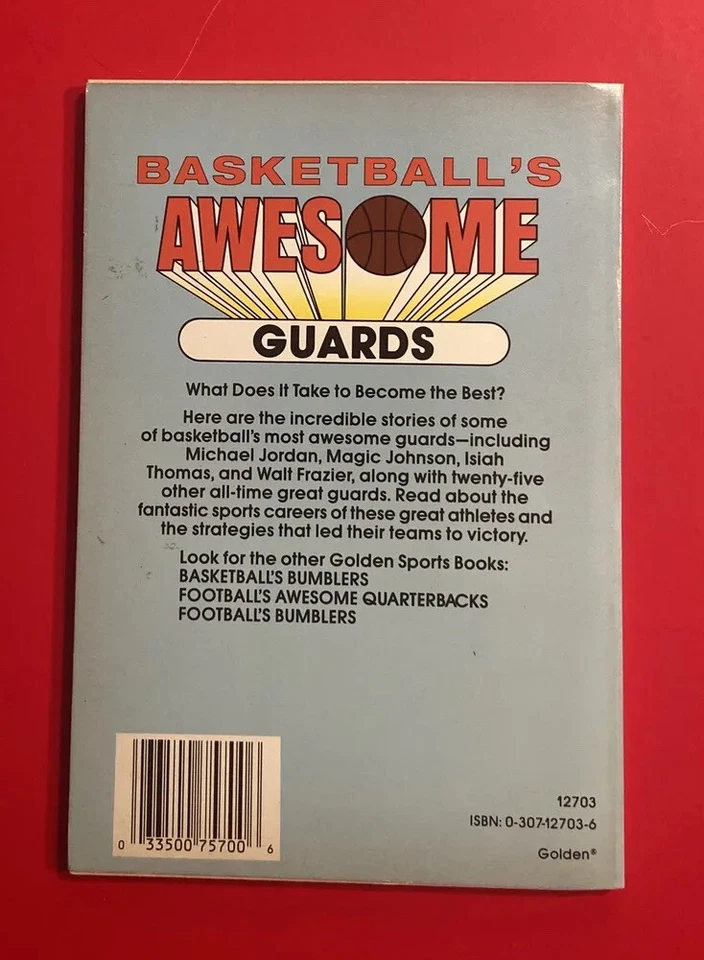 BASKETBALL'S
AWESOME
GUARDS
What Does It Take to Become the Best?
Here are the incredible stories of some
of basketball's most awesome guards—including
Michael Jordan, Magic Johnson, Isiah
Thomas, and Walt Frazier, along with twenty-five
other all-time great guards. Read about the
fantastic sports careers of these great athletes and
the strategies that led their teams to victory.
Look for the other Golden Sports Books:
BASKETBALL'S BUMBLERS
FOOTBALL'S AWESOME QUARTERBACKS
FOOTBALL'S BUMBLERS
12703
ISBN: 0-307-12703-6
Golden®
0 33500 75700 6